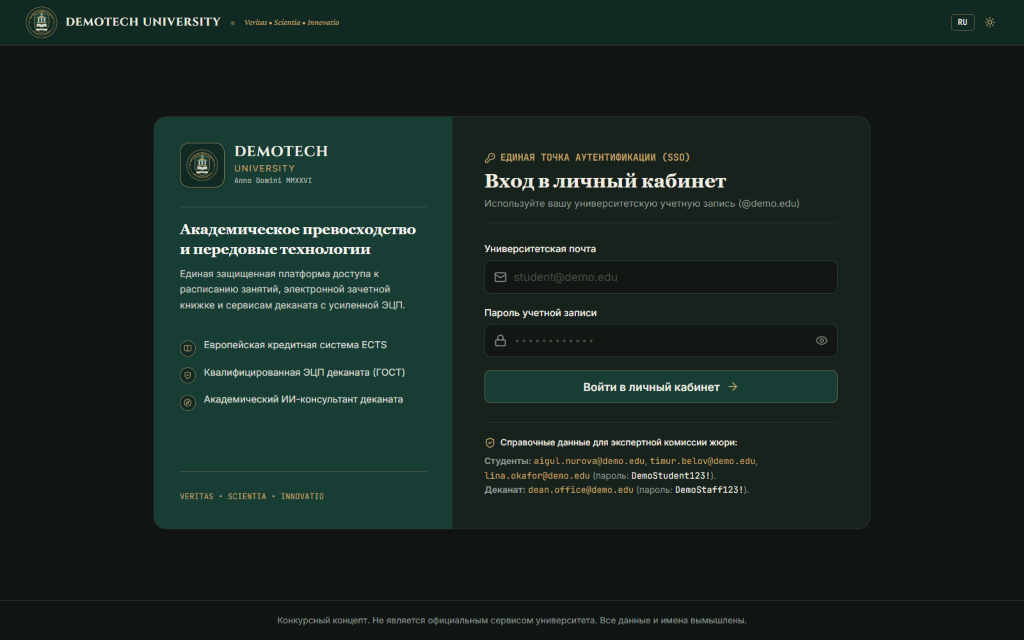 DEMOTECH UNIVERSITY • Veritas • Scientia • Innovatio
RU
DEMOTECH
UNIVERSITY
Anno Domini MMXXVI
Академическое превосходство
и передовые технологии
Единая защищенная платформа доступа к
расписанию занятий, электронной зачетной
книжке и сервисам деканата с усиленной ЭЦП.
Европейская кредитная система ECTS
Квалифицированная ЭЦП деканата (ГОСТ)
Академический ИИ-консультант деканата
VERITAS • SCIENTIA • INNOVATIO
ЕДИНАЯ ТОЧКА АУТЕНТИФИКАЦИИ (SSO)
Вход в личный кабинет
Используйте вашу университетскую учетную запись (@demo.edu)
Университетская почта
student@demo.edu
Пароль учетной записи
••••••••••••
Войти в личный кабинет →
Справочные данные для экспертной комиссии жюри:
Студенты: aigul.nurova@demo.edu, timur.belov@demo.edu,
lina.okafor@demo.edu (пароль: DemoStudent123!).
Деканат: dean.office@demo.edu (пароль: DemoStaff123!).
Конкурсный концепт. Не является официальным сервисом университета. Все данные и имена вымышлены.